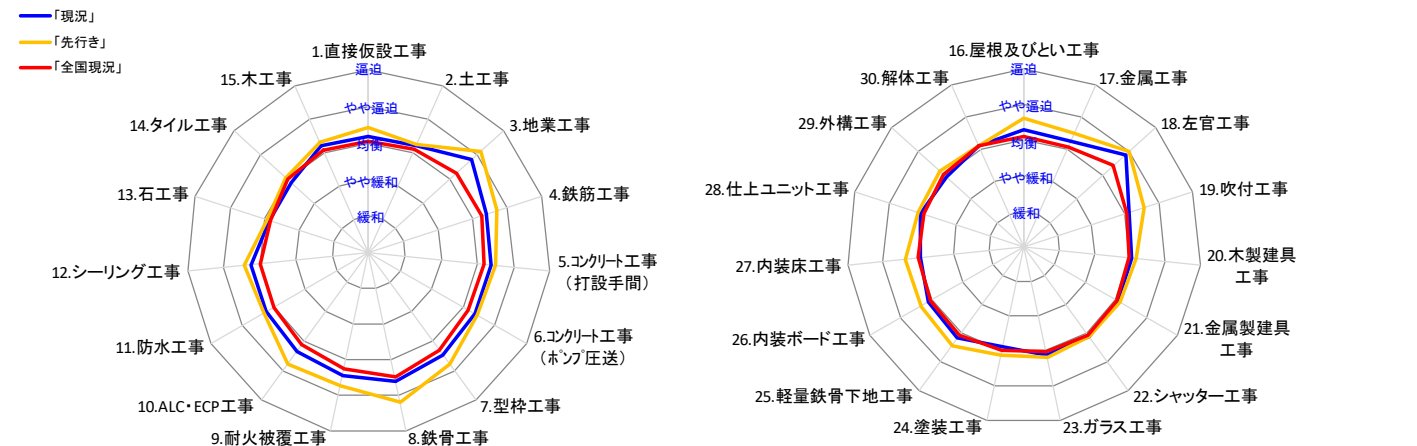 「現況」
「先行き」
「全国現況」
1.直接仮設工事
2.土工事
3.地業工事
4.鉄筋工事
5.コンクリート工事
（打設手間）
6.コンクリート工事
（ポンプ圧送）
7.型枠工事
8.鉄骨工事
9.耐火被覆工事
10.ALC・ECP工事
11.防水工事
12.シーリング工事
13.石工事
14.タイル工事
15.木工事
逼迫
やや逼迫
均衡
やや緩和
緩和
16.屋根及びとい工事
17.金属工事
18.左官工事
19.吹付工事
20.木製建具
工事
21.金属製建具
工事
22.シャッター工事
23.ガラス工事
24.塗装工事
25.軽量鉄骨下地工事
26.内装ボード工事
27.内装床工事
28.仕上ユニット工事
29.外構工事
30.解体工事
逼迫
やや逼迫
均衡
やや緩和
緩和